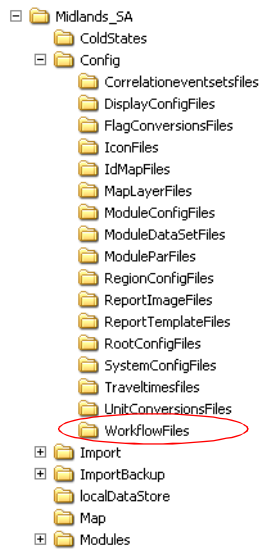 Midlands_SA
ColdStates
Config
Correlationeventsetsfiles
DisplayConfigFiles
FlagConversionsFiles
IconFiles
IdMapFiles
MapLayerFiles
ModuleConfigFiles
ModuleDataSetFiles
ModuleParFiles
RegionConfigFiles
ReportImageFiles
ReportTemplateFiles
RootConfigFiles
SystemConfigFiles
Traveltimesfiles
UnitConversionsFiles
WorkflowFiles
Import
ImportBackup
localDataStore
Map
Modules